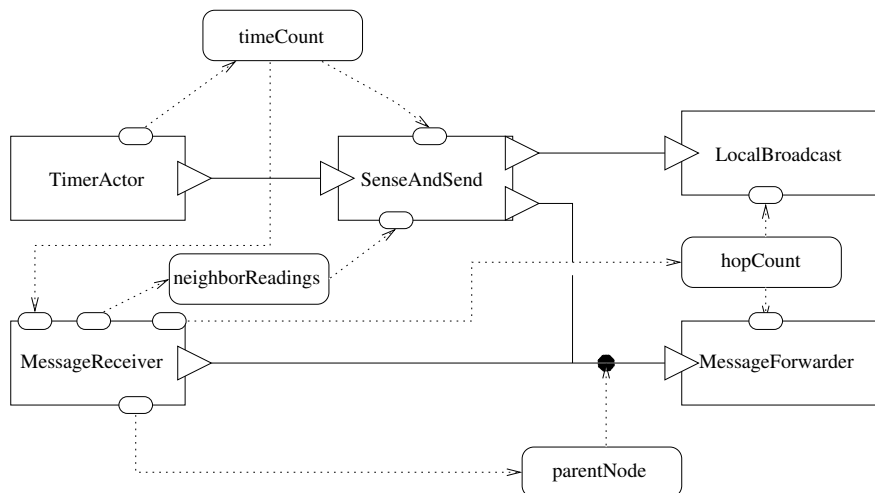 timeCount
TimerActor
SenseAndSend
LocalBroadcast
neighborReadings
hopCount
MessageReceiver
MessageForwarder
parentNode